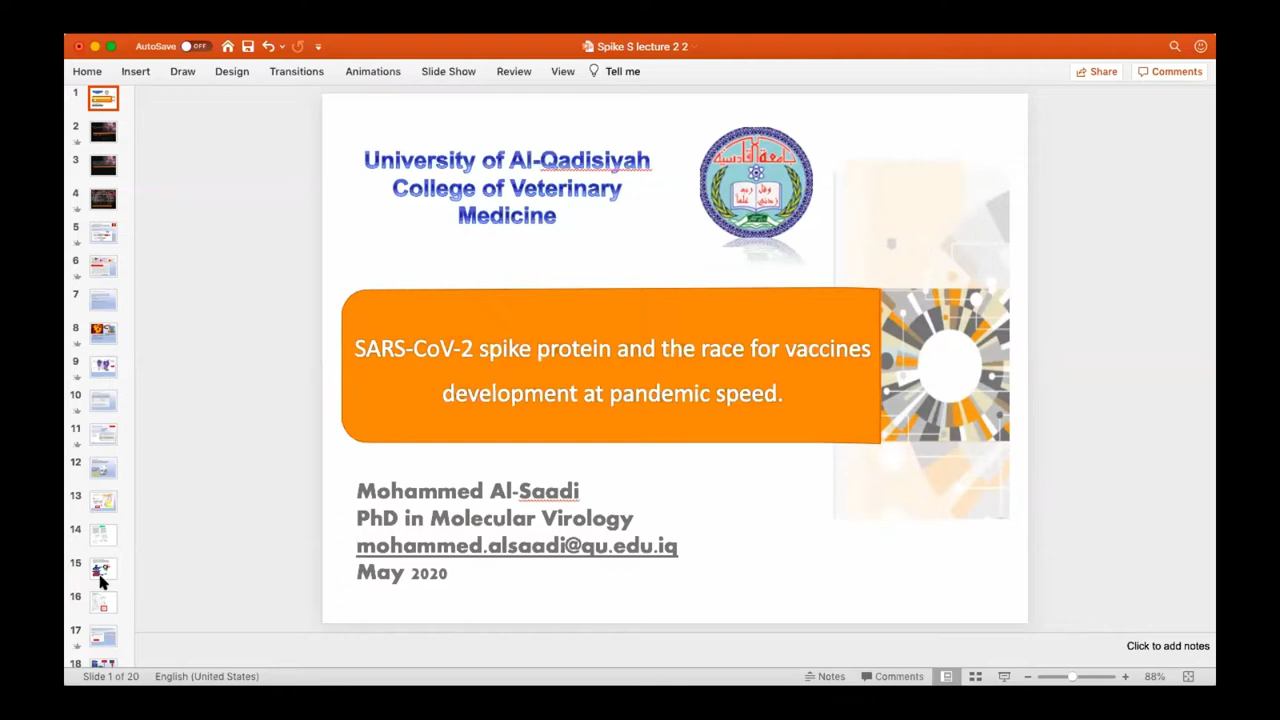 AutoSave OFF
Spike S lecture 2 2
Home Insert Draw Design Transitions Animations Slide Show Review View Tell me
Share Comments
1
2
3
4
5
6
7
8
9
10
11
12
13
14
15
16
17
18
University of Al-Qadisiyah
College of Veterinary
Medicine
SARS-CoV-2 spike protein and the race for vaccines
development at pandemic speed.
Mohammed Al-Saadi
PhD in Molecular Virology
mohammed.alsaadi@qu.edu.iq
May 2020
Click to add notes
Slide 1 of 20 English (United States) Notes Comments 88%